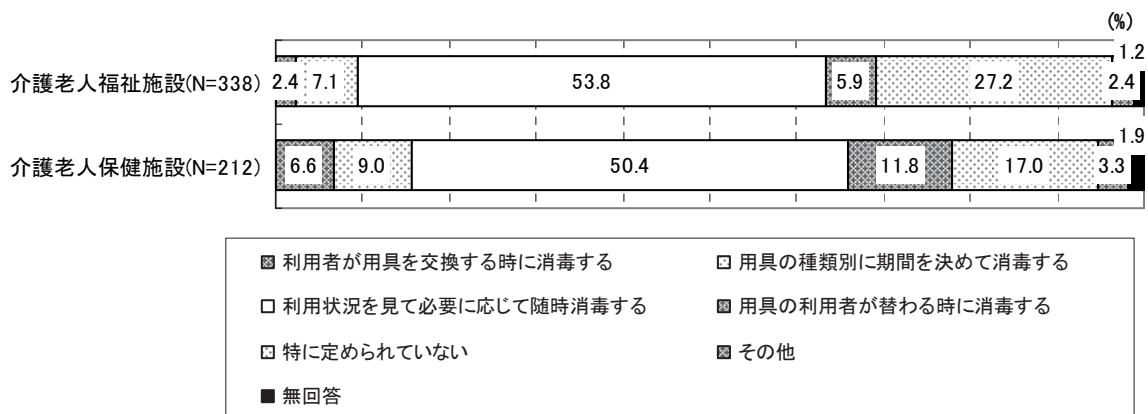 (%)
1.2
介護老人福祉施設(N=338) 2.4 7.1 53.8 5.9 27.2 2.4
1.9
介護老人保健施設(N=212) 6.6 9.0 50.4 11.8 17.0 3.3
利用者が用具を交換する時に消毒する 用具の種類別に期間を決めて消毒する
利用状況を見て必要に応じて随時消毒する 用具の利用者が替わる時に消毒する
特に定められていない その他
無回答